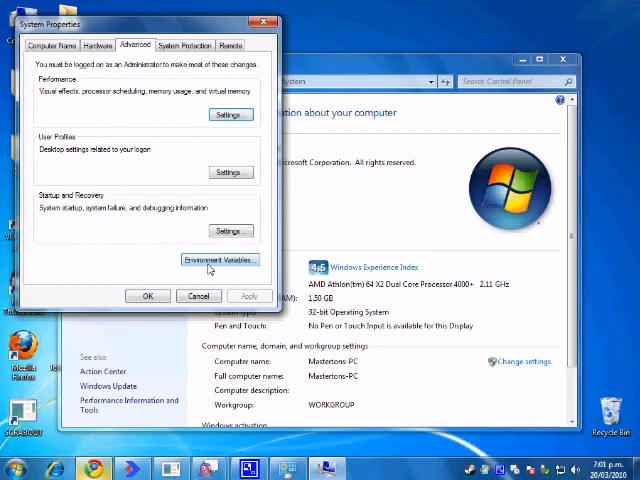 System Properties
Computer Name
Hardware
Advanced
System Protection
Remote
You must be logged on as an Administrator to make most of these changes.
Performance
Visual effects, processor scheduling, memory usage, and virtual memory
Settings...
User Profiles
Desktop settings related to your logon
Settings...
Startup and Recovery
System startup, system failure, and debugging information
Settings...
Environment Variables...
OK
Cancel
Apply
System
Search Control Panel
ation about your computer
icrosoft Corporation. All rights reserved.
4.5 Windows Experience Index
AMD Athlon(tm) 64 X2 Dual Core Processor 4000+ 2.11 GHz
1.50 GB
32-bit Operating System
Pen and Touch: No Pen or Touch Input is available for this Display
Computer name, domain, and workgroup settings
Computer name: Mastertons-PC
Change settings
Full computer name: Mastertons-PC
Computer description:
Workgroup: WORKGROUP
Windows activation
See also
Action Center
Windows Update
Performance Information and
Tools
Mozilla
Firefox
Recycle Bin
7:01 p.m.
20/03/2010